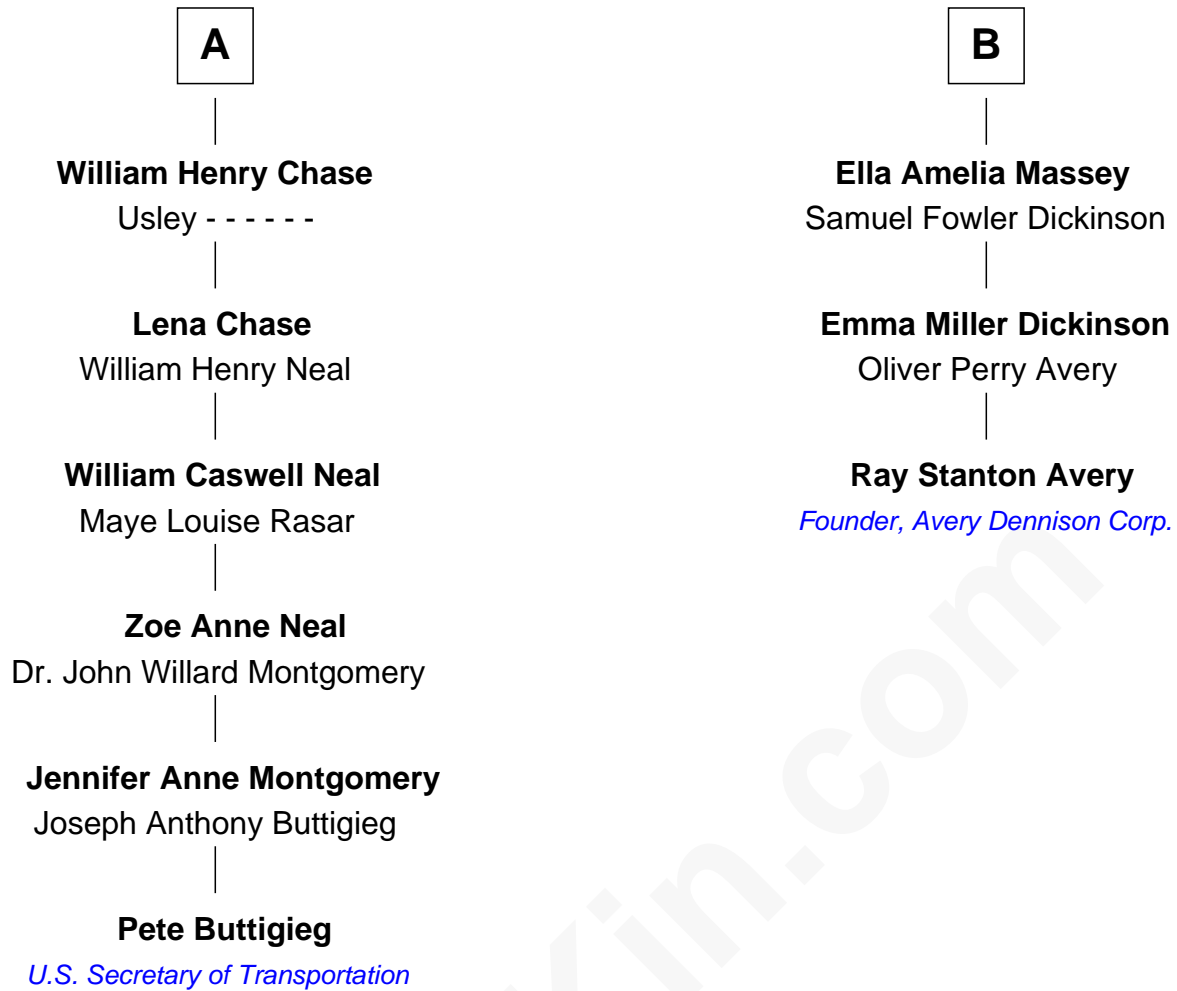 A
William Henry Chase
Usley - - - - - -
Lena Chase
William Henry Neal
William Caswell Neal
Maye Louise Rasar
Zoe Anne Neal
Dr. John Willard Montgomery
Jennifer Anne Montgomery
Joseph Anthony Buttigieg
Pete Buttigieg
U.S. Secretary of Transportation
B
Ella Amelia Massey
Samuel Fowler Dickinson
Emma Miller Dickinson
Oliver Perry Avery
Ray Stanton Avery
Founder, Avery Dennison Corp.